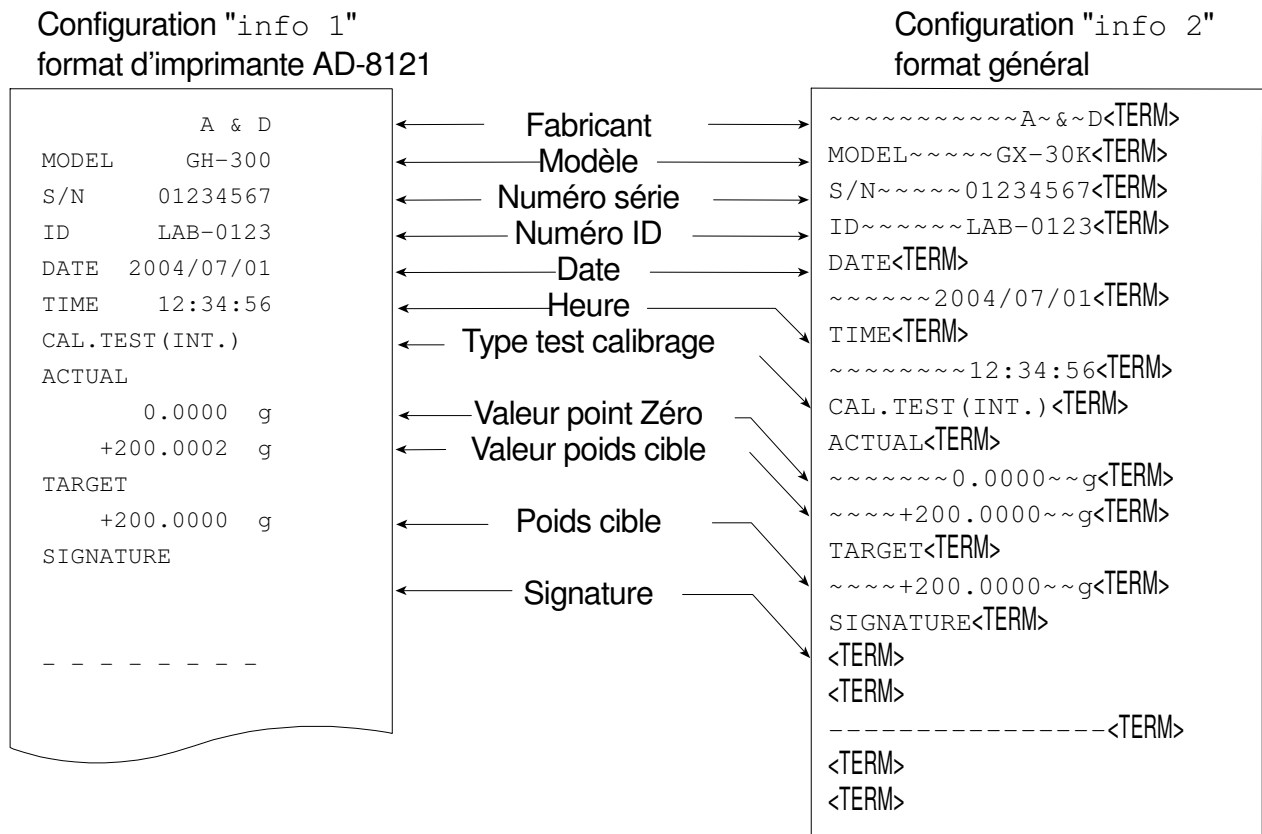 Configuration "info 1"
format d'imprimante AD-8121
A & D
MODEL GH-300
S/N 01234567
ID LAB-0123
DATE 2004/07/01
TIME 12:34:56
CAL.TEST(INT.)
ACTUAL
0.0000 g
+200.0002 g
TARGET
+200.0000 g
SIGNATURE
- - - - - - - -
Fabricant
Modèle
Numéro série
Numéro ID
Date
Heure
Type test calibrage
Valeur point Zéro
Valeur poids cible
Poids cible
Signature
Configuration "info 2"
format général
~~~~~~~~~~~A~&~D<TERM>
MODEL~~~~~GX-30K<TERM>
S/N~~~~~01234567<TERM>
ID~~~~~~LAB-0123<TERM>
DATE<TERM>
~~~~~~2004/07/01<TERM>
TIME<TERM>
~~~~~~~~12:34:56<TERM>
CAL.TEST(INT.)<TERM>
ACTUAL<TERM>
~~~~~~~0.0000~~g<TERM>
~~~~+200.0000~~g<TERM>
TARGET<TERM>
~~~~+200.0000~~g<TERM>
SIGNATURE<TERM>
<TERM>
<TERM>
----------------<TERM>
<TERM>
<TERM>